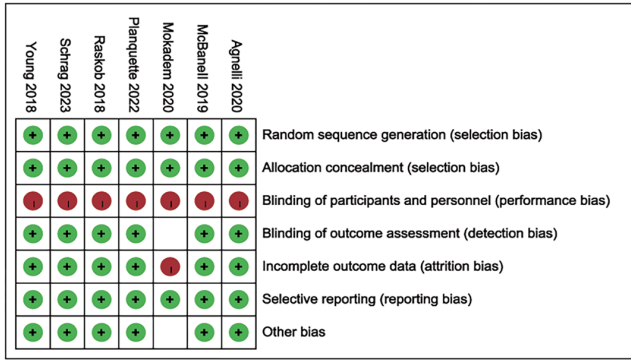 Young 2018
Schrag 2023
Raskob 2018
Planquette 2022
Mokadem 2020
McBanell 2019
Agnelli 2020
+ + + + + + + Random sequence generation (selection bias)
+ + + + + + + Allocation concealment (selection bias)
- - - - - - - Blinding of participants and personnel (performance bias)
+ + + + + + Blinding of outcome assessment (detection bias)
+ + + + - + + Incomplete outcome data (attrition bias)
+ + + + + + + Selective reporting (reporting bias)
+ + + + + + Other bias